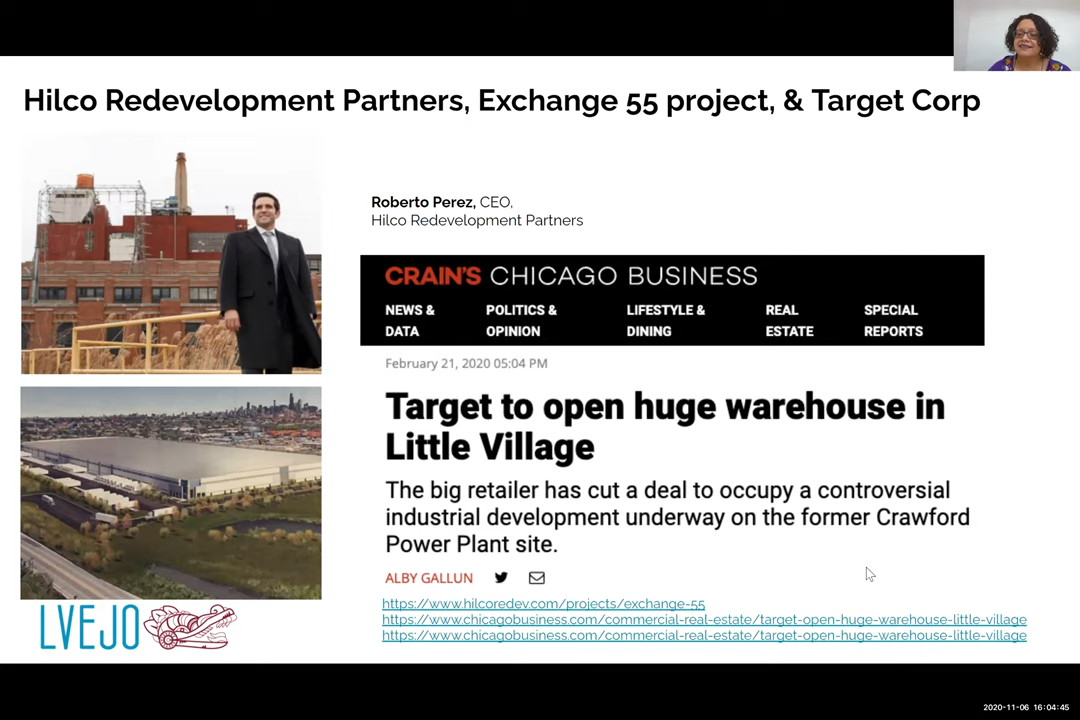 Hilco Redevelopment Partners, Exchange 55 project, & Target Corp
Roberto Perez, CEO,
Hilco Redevelopment Partners
CRAIN'S CHICAGO BUSINESS
NEWS & DATA
POLITICS & OPINION
LIFESTYLE & DINING
REAL ESTATE
SPECIAL REPORTS
February 21, 2020 05:04 PM
Target to open huge warehouse in
Little Village
The big retailer has cut a deal to occupy a controversial
industrial development underway on the former Crawford
Power Plant site.
ALBY GALLUN
https://www.hilcoredev.com/projects/exchange-55
https://www.chicagobusiness.com/commercial-real-estate/target-open-huge-warehouse-little-village
https://www.chicagobusiness.com/commercial-real-estate/target-open-huge-warehouse-little-village
LVEJO
2020-11-06 16:04:45